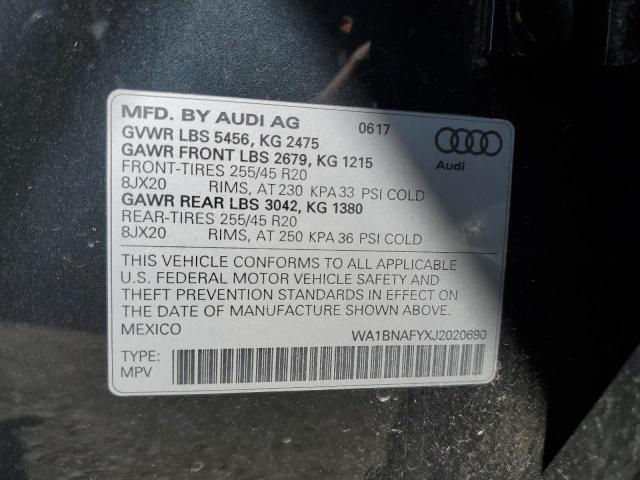 MFD. BY AUDI AG 0617
GVWR LBS 5456, KG 2475
GAWR FRONT LBS 2679, KG 1215
FRONT-TIRES 255/45 R20
8JX20 RIMS, AT 230 KPA 33 PSI COLD
GAWR REAR LBS 3042, KG 1380
REAR-TIRES 255/45 R20
8JX20 RIMS, AT 250 KPA 36 PSI COLD
Audi
THIS VEHICLE CONFORMS TO ALL APPLICABLE
U.S. FEDERAL MOTOR VEHICLE SAFETY AND
THEFT PREVENTION STANDARDS IN EFFECT ON
THE DATE OF MANUFACTURE SHOWN ABOVE.
MEXICO WA1BNAFYXJ2020690
TYPE:
MPV